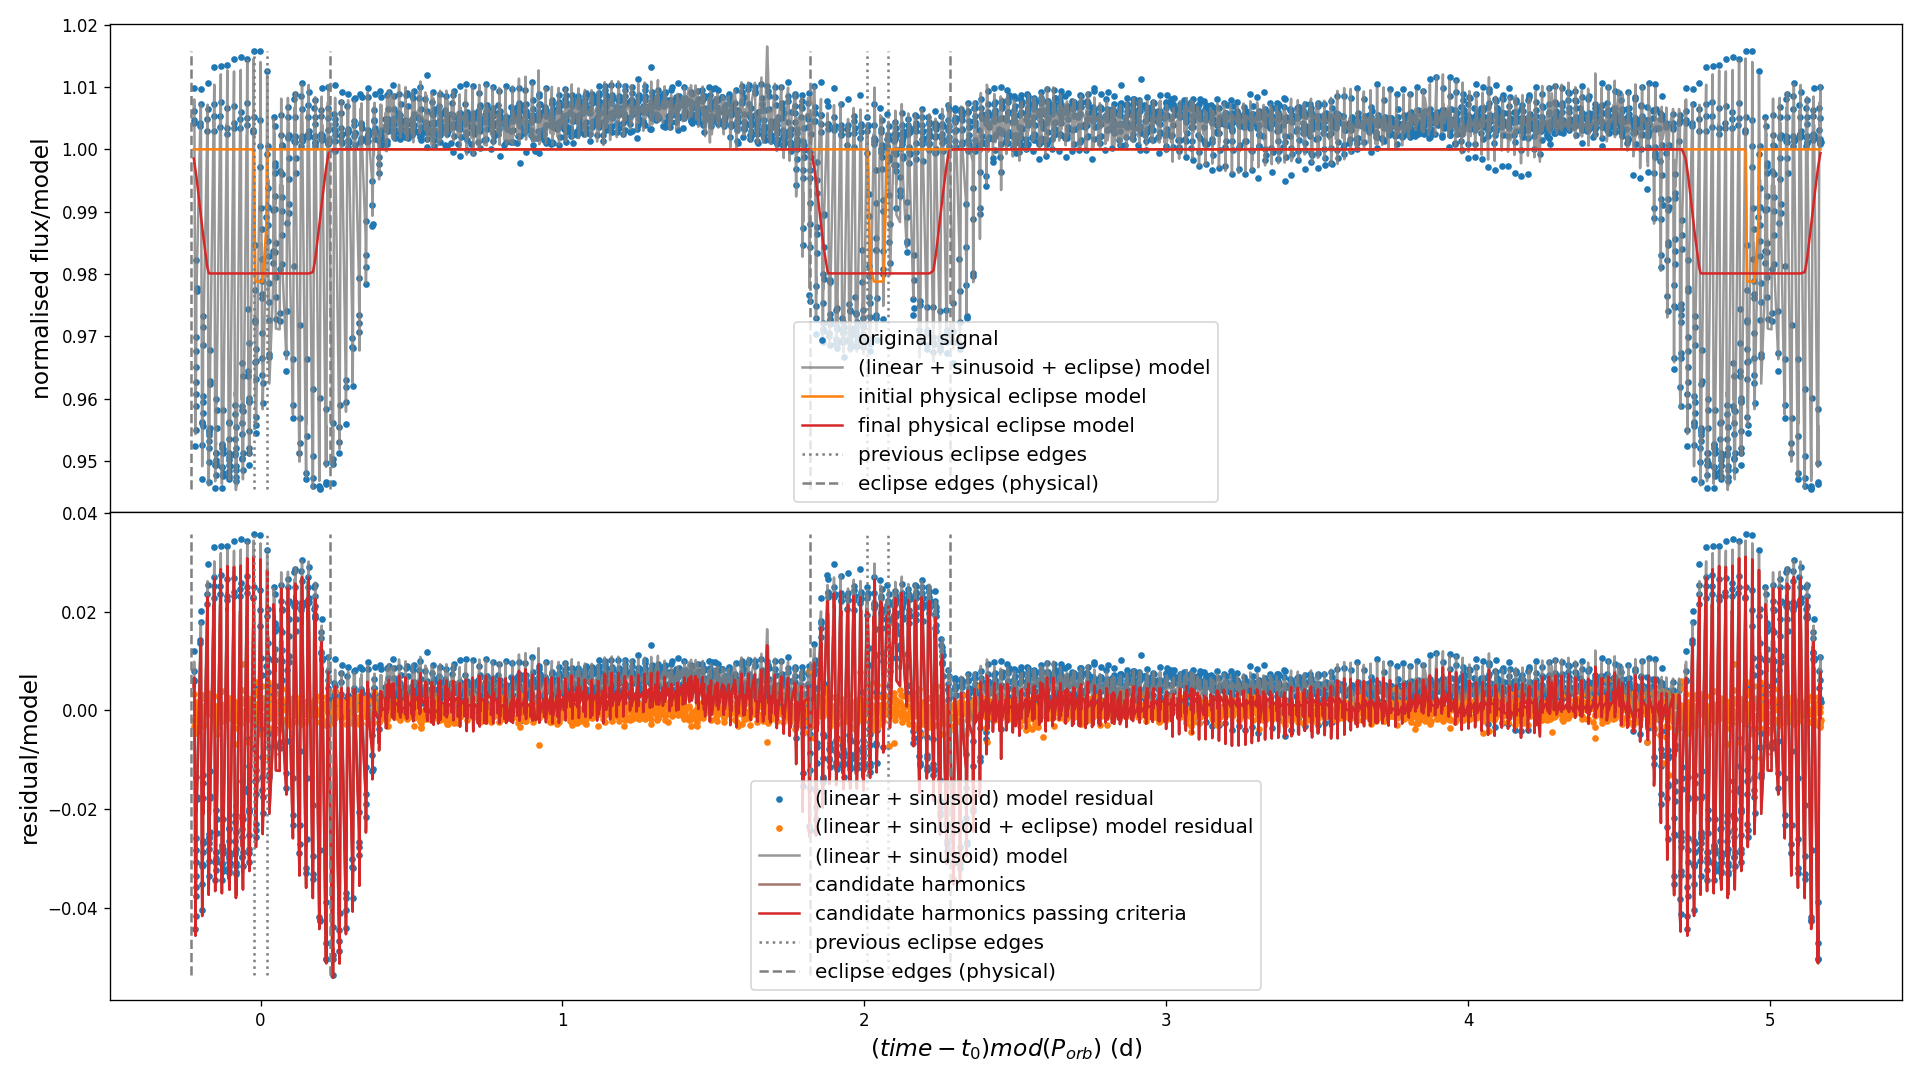 1.02
1.01
1.00
0.99
0.98
0.97
0.96
0.95
normalised flux/model
original signal
(linear + sinusoid + eclipse) model
initial physical eclipse model
final physical eclipse model
previous eclipse edges
eclipse edges (physical)
0.04
0.02
0.00
−0.02
−0.04
residual/model
(linear + sinusoid) model residual
(linear + sinusoid + eclipse) model residual
(linear + sinusoid) model
candidate harmonics
candidate harmonics passing criteria
previous eclipse edges
eclipse edges (physical)
0 1 2 3 4 5
(time − t₀)mod(P_orb) (d)